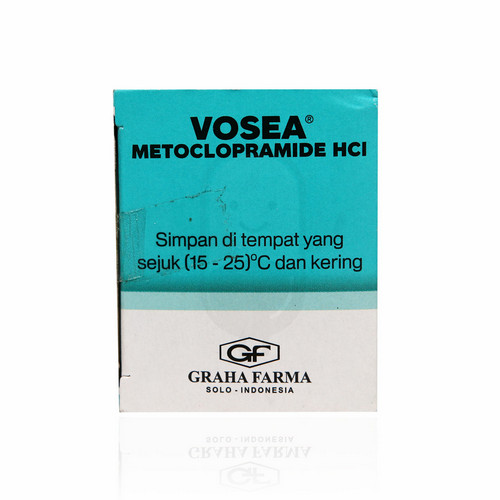 VOSEA®
METOCLOPRAMIDE HCl
Simpan di tempat yang
sejuk (15 - 25)°C dan kering
GF
GRAHA FARMA
SOLO - INDONESIA